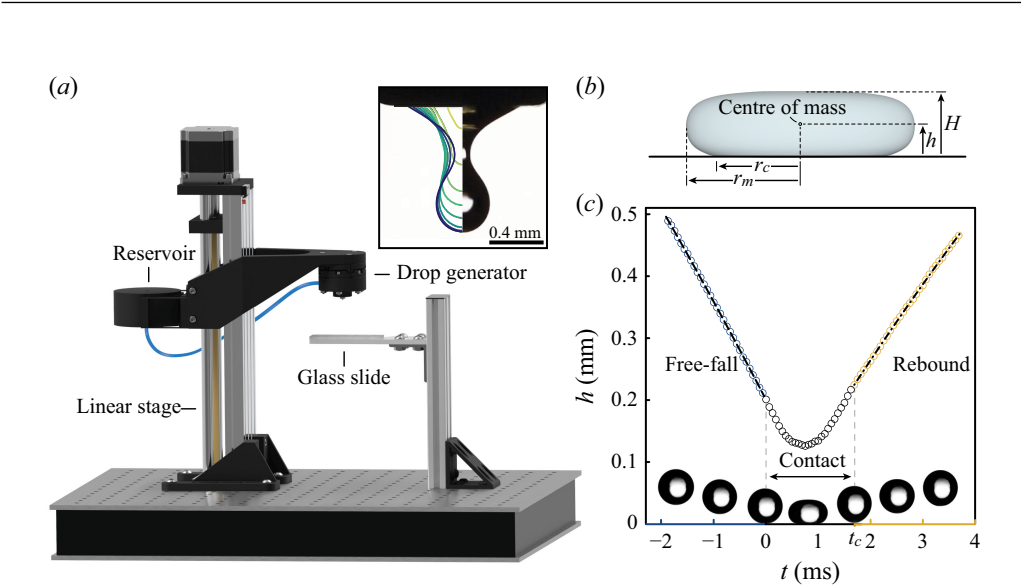 (a)
0.4 mm
Reservoir
Drop generator
Glass slide
Linear stage
(b)
Centre of mass
H
h
r_c
r_m
(c)
0.5
0.4
0.3
0.2
0.1
0
h (mm)
Free-fall
Rebound
Contact
−2 −1 0 1 t_c 2 3 4
t (ms)